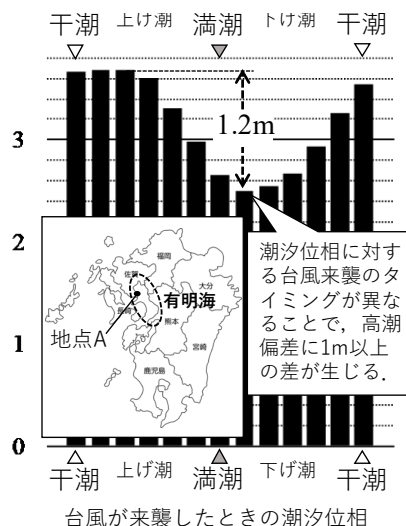 干潮 上げ潮 満潮 下げ潮 干潮
1.2m
3
2
1
0
潮汐位相に対す
る台風来襲のタ
イミングが異な
ることで，高潮
偏差に1m以上
の差が生じる．
福岡
佐賀
大分
有明海
長崎
熊本
地点A
宮崎
鹿児島
干潮 上げ潮 満潮 下げ潮 干潮
台風が来襲したときの潮汐位相